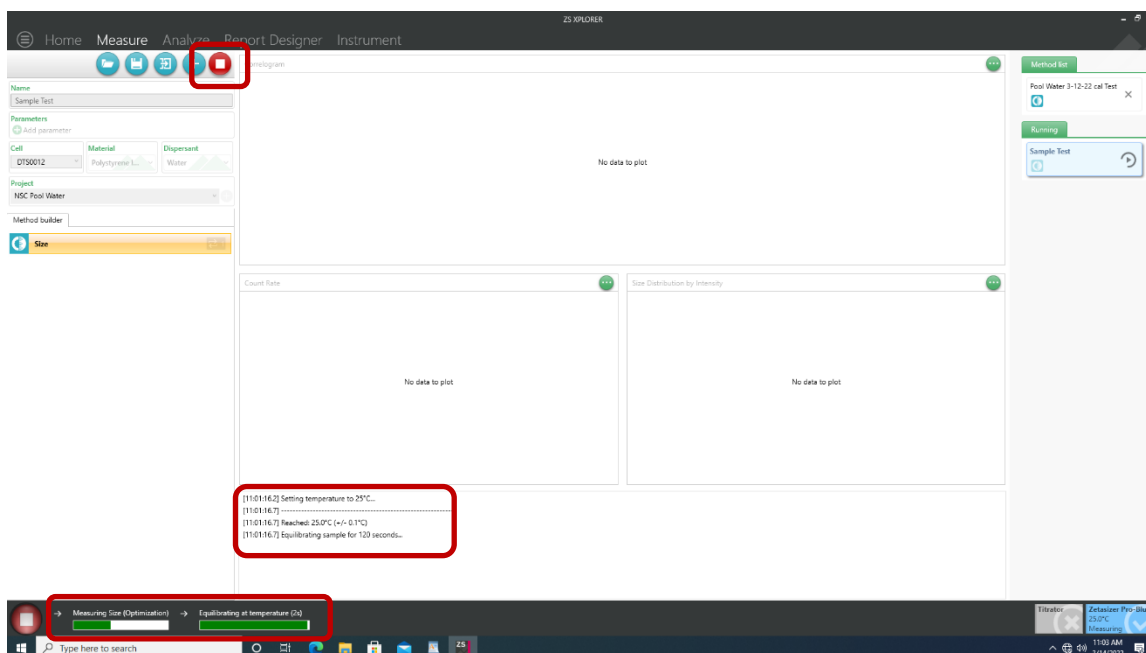 ZS XPLORER
Home Measure Analyze Report Designer Instrument
Name
Sample Test
Parameters
Add parameter
Cell Material Dispersant
DTS0012 Polystyrene l... Water
Project
NSC Pool Water
Method builder
Size
No data to plot
Count Rate
No data to plot
Size Distribution by Intensity
No data to plot
[11:01:16.2] Setting temperature to 25°C...
[11:01:16.7] ----------------------------------------------------------------
[11:01:16.7] Reached: 25.0°C (+/- 0.1°C)
[11:01:16.7] Equilibrating sample for 120 seconds...
Method list
Pool Water 3-12-22 cal Test
Running
Sample Test
Measuring Size (Optimization) Equilibrating at temperature (2s)
Titrator
Zetasizer Pro-Blu
25.0°C
Measuring
Type here to search
ZS
11:03 AM